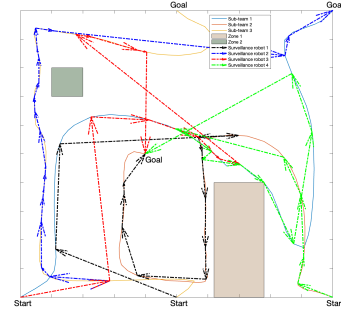 Goal
Goal
Sub-team 1
Sub-team 2
Sub-team 3
Zone 1
Zone 2
Surveillance robot 1
Surveillance robot 2
Surveillance robot 3
Surveillance robot 4
Goal
Start
Start
Start